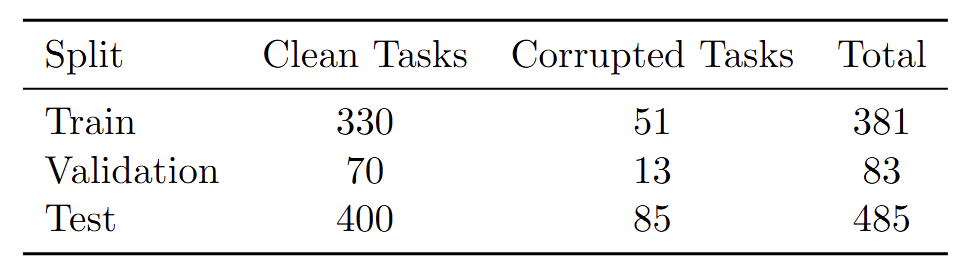 Split Clean Tasks Corrupted Tasks Total
Train 330 51 381
Validation 70 13 83
Test 400 85 485